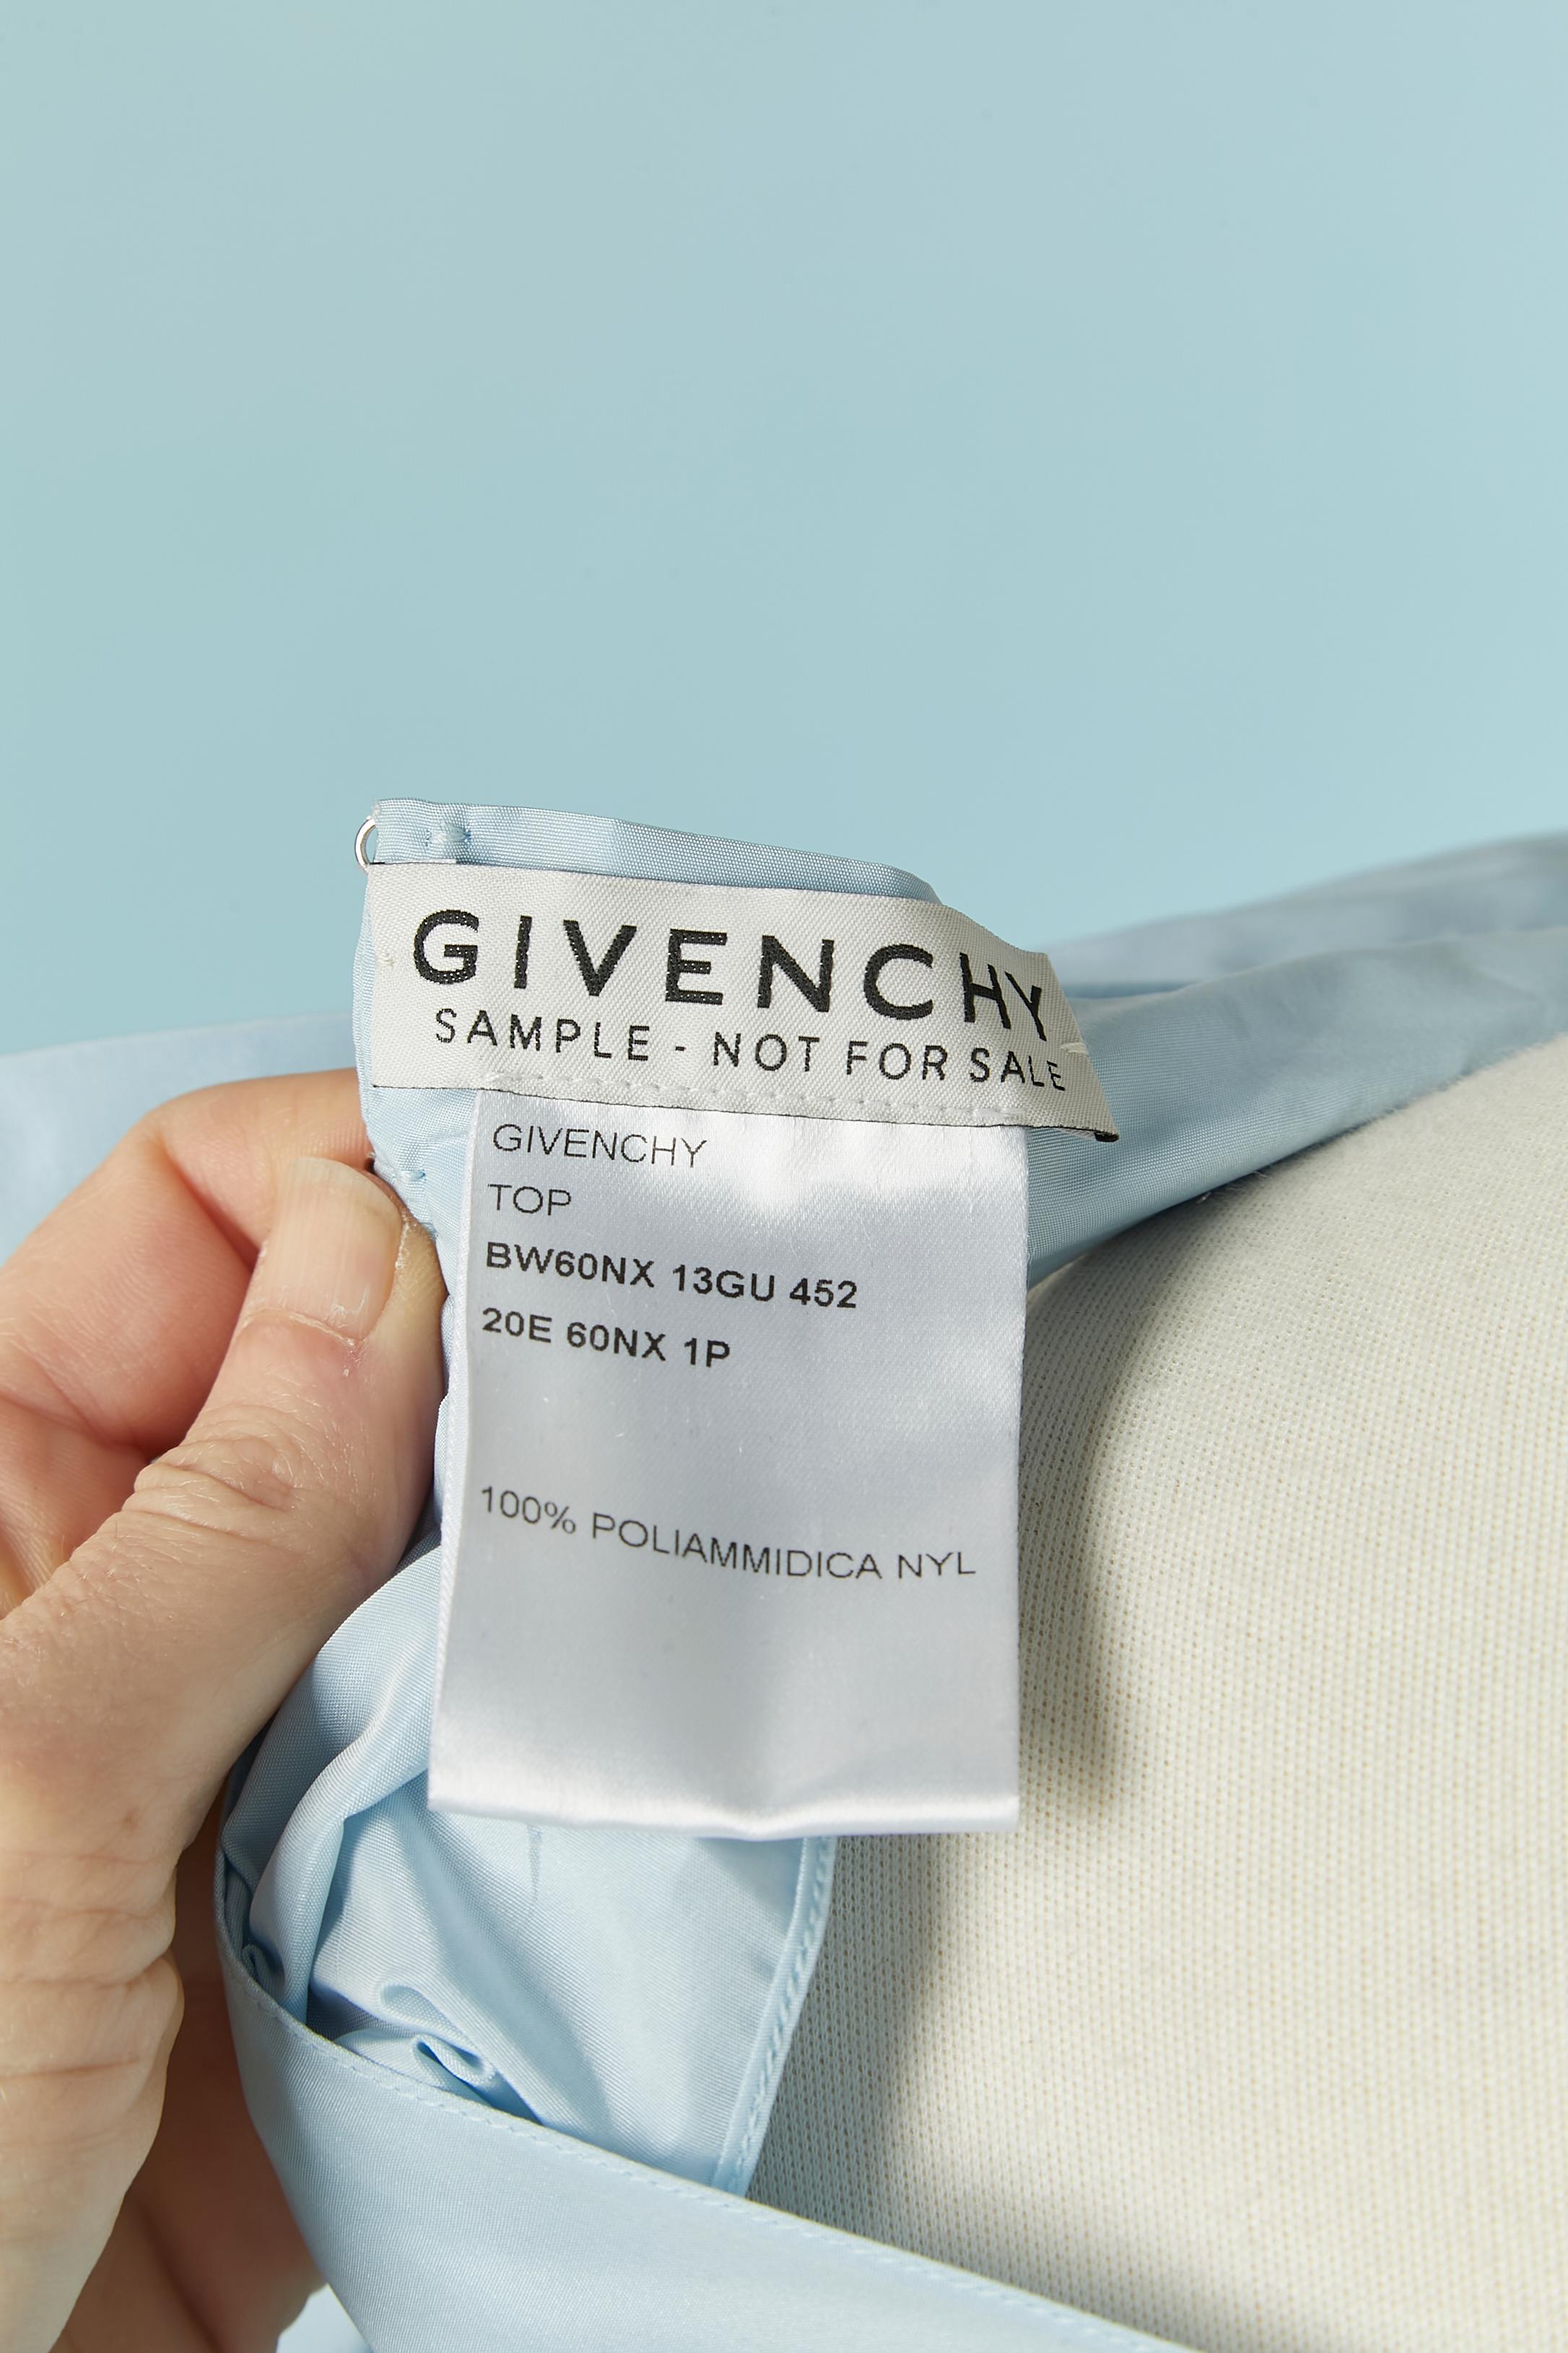 GIVENCHY
SAMPLE - NOT FOR SALE
GIVENCHY
TOP
BW60NX 13GU 452
20E 60NX 1P
100% POLIAMMIDICA NYL